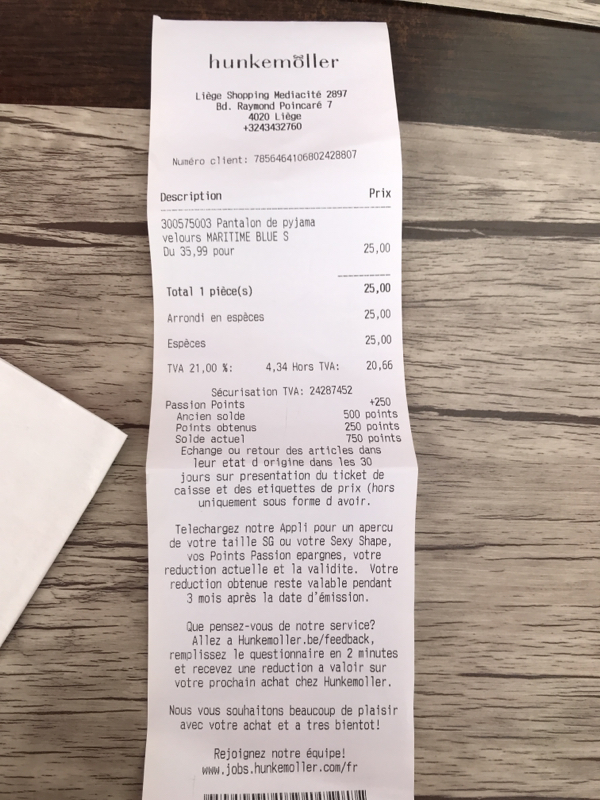 hunkemöller
Liège Shopping Mediacité 2897
Bd. Raymond Poincaré 7
4020 Liège
+3243432760
Numéro client: 7856464106802428807
Description Prix
300575003 Pantalon de pyjama
velours MARITIME BLUE S
Du 35,99 pour 25,00
Total 1 pièce(s) 25,00
Arrondi en espèces 25,00
Espèces 25,00
TVA 21,00 %: 4,34 Hors TVA: 20,66
Sécurisation TVA: 24287452
Passion Points +250
Ancien solde 500 points
Points obtenus 250 points
Solde actuel 750 points
Echange ou retour des articles dans
leur etat d origine dans les 30
jours sur presentation du ticket de
caisse et des etiquettes de prix (hors
uniquement sous forme d avoir.
Telechargez notre Appli pour un apercu
de votre taille SG ou votre Sexy Shape,
vos Points Passion epargnes, votre
reduction actuelle et la validite. Votre
reduction obtenue reste valable pendant
3 mois après la date d'émission.
Que pensez-vous de notre service?
Allez a Hunkemoller.be/feedback,
remplissez le questionnaire en 2 minutes
et recevez une reduction a valoir sur
votre prochain achat chez Hunkemoller.
Nous vous souhaitons beaucoup de plaisir
avec votre achat et a tres bientot!
Rejoignez notre équipe!
www.jobs.hunkemoller.com/fr